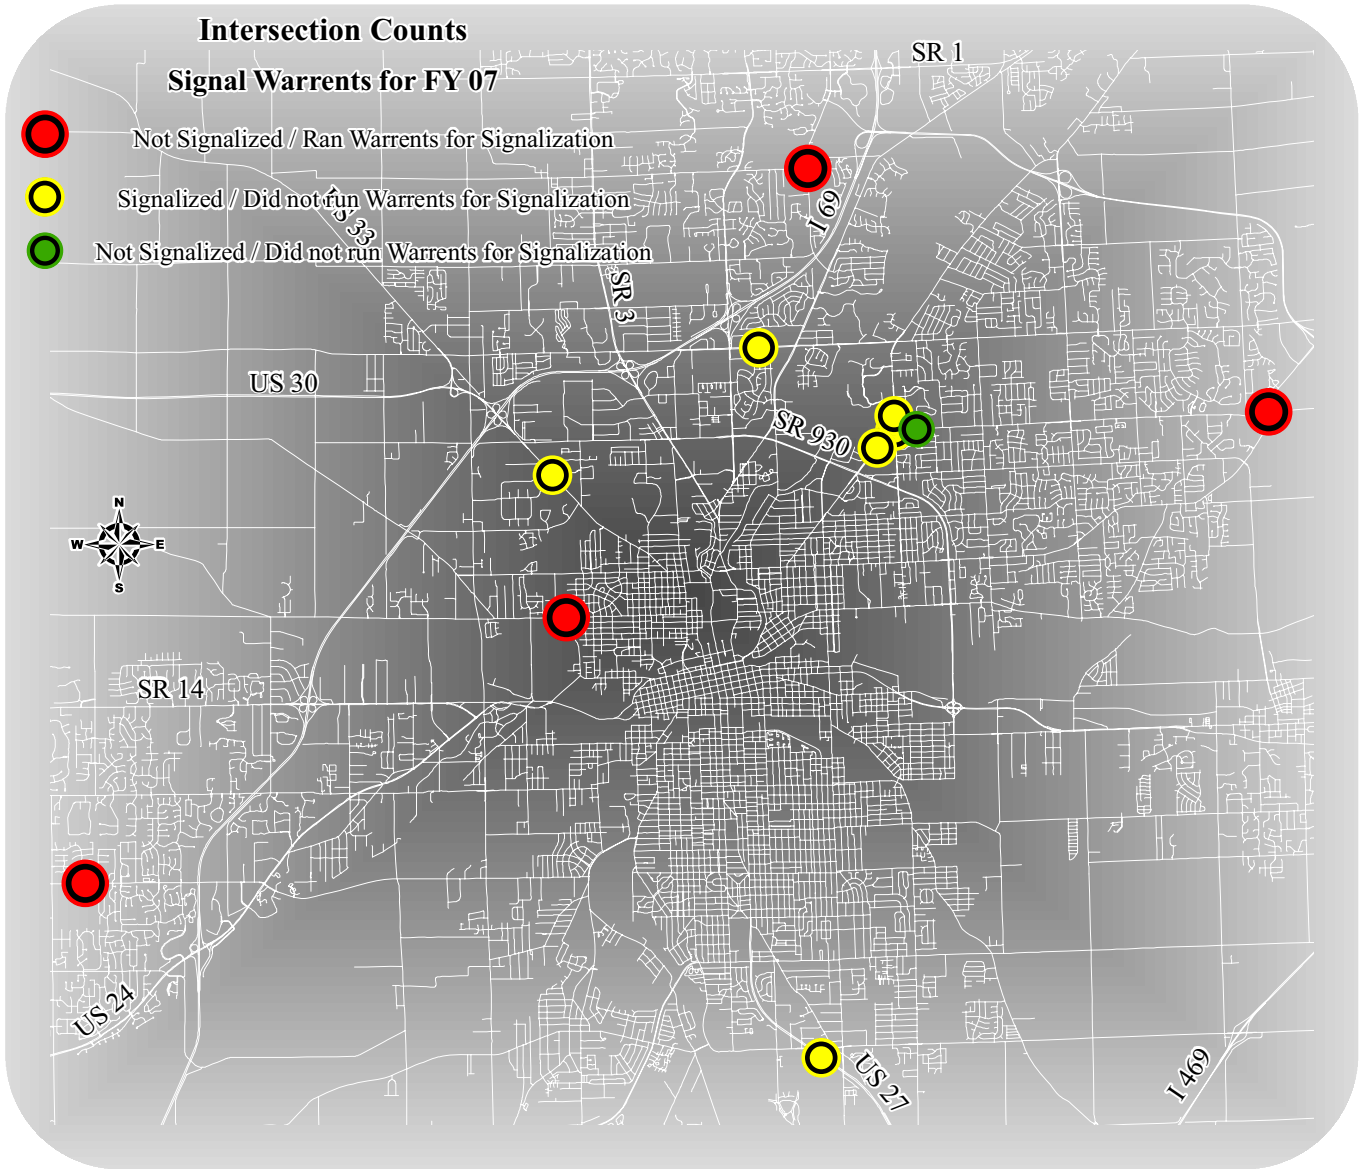 Intersection Counts
SR 1
Signal Warrents for FY 07
Not Signalized / Ran Warrents for Signalization
Signalized / Did not run Warrents for Signalization
US 33
I 69
Not Signalized / Did not run Warrents for Signalization
SR 3
US 30
SR 930
N
W
E
S
SR 14
US 24
US 27
I 469